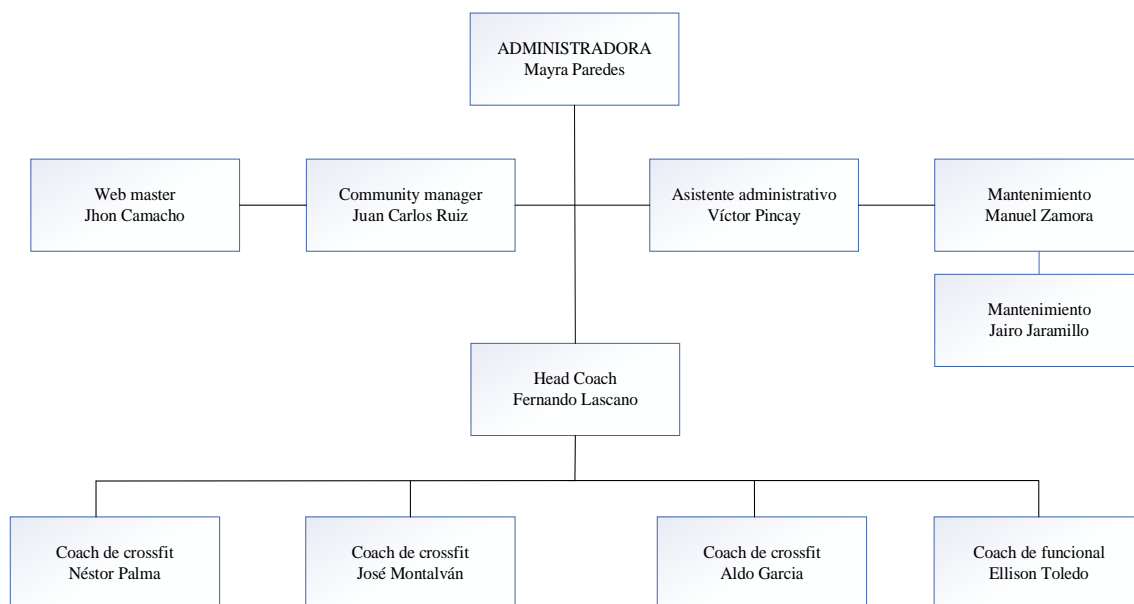 ADMINISTRADORA
Mayra Paredes
Web master
Jhon Camacho
Community manager
Juan Carlos Ruiz
Asistente administrativo
Víctor Pincay
Mantenimiento
Manuel Zamora
Mantenimiento
Jairo Jaramillo
Head Coach
Fernando Lascano
Coach de crossfit
Néstor Palma
Coach de crossfit
José Montalván
Coach de crossfit
Aldo Garcia
Coach de funcional
Ellison Toledo